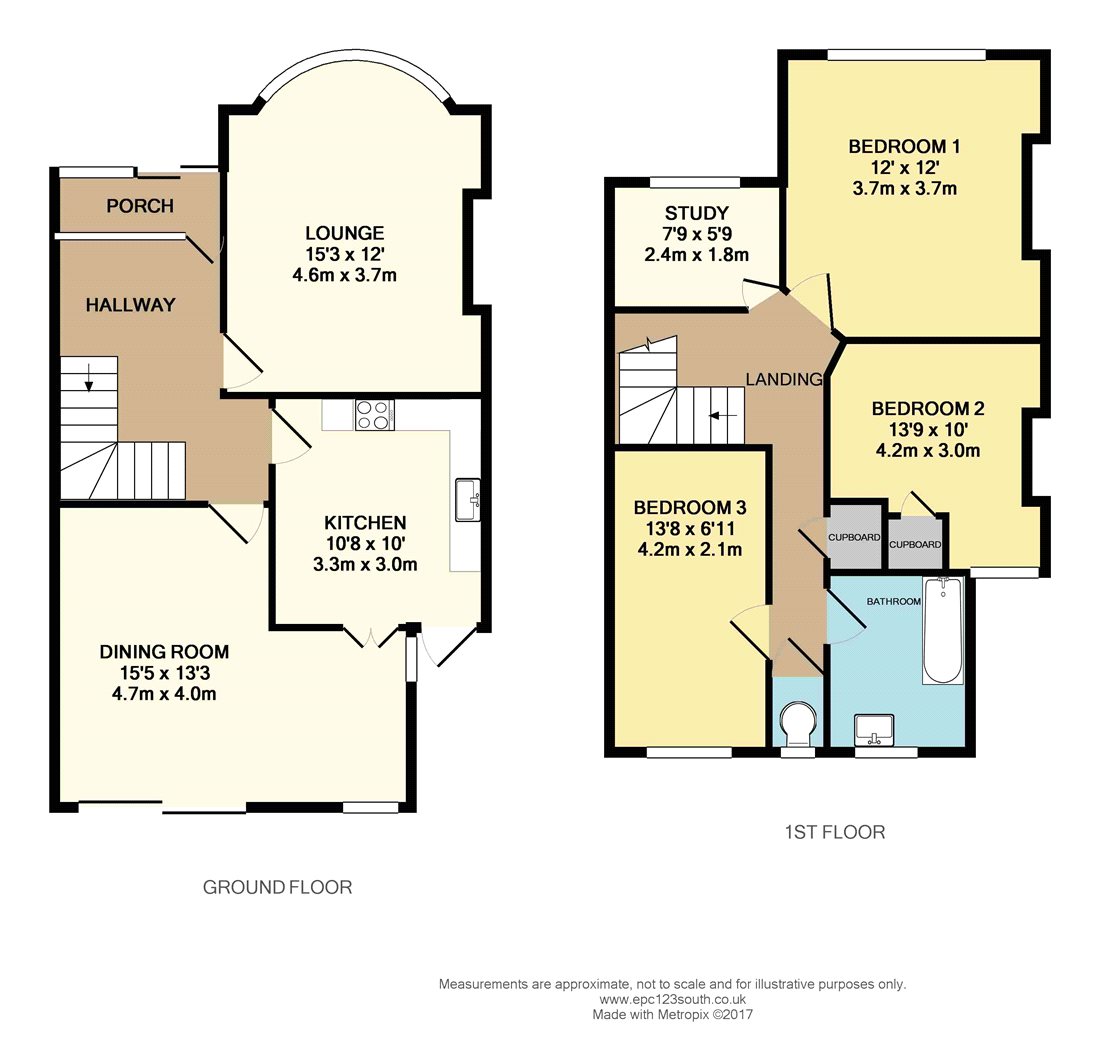 PORCH
HALLWAY
LOUNGE
15'3 x 12'
4.6m x 3.7m
KITCHEN
10'8 x 10'
3.3m x 3.0m
DINING ROOM
15'5 x 13'3
4.7m x 4.0m
GROUND FLOOR
BEDROOM 1
12' x 12'
3.7m x 3.7m
STUDY
7'9 x 5'9
2.4m x 1.8m
LANDING
BEDROOM 2
13'9 x 10'
4.2m x 3.0m
BEDROOM 3
13'8 x 6'11
4.2m x 2.1m
CUPBOARD
CUPBOARD
BATHROOM
1ST FLOOR
Measurements are approximate, not to scale and for illustrative purposes only.
www.epc123south.co.uk
Made with Metropix ©2017